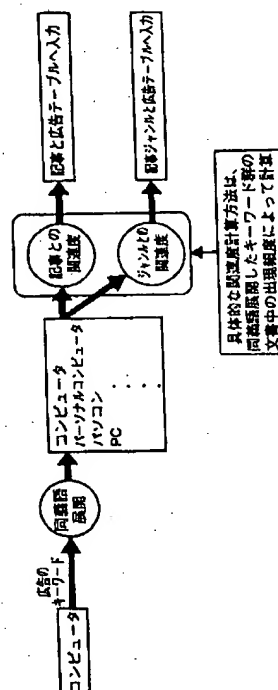 コンピュータ
広告の
キーワード
同義語
展開
コンピュータ
パーソナルコンピュータ
パソコン
PC
記事との
関連度
ジャンルとの
関連度
記事と広告テーブルへ入力
記事ジャンルと広告テーブルへ入力
具体的な関連度計算方法は、
同義語展開したキーワード群の
文書中の出現頻度によって計算